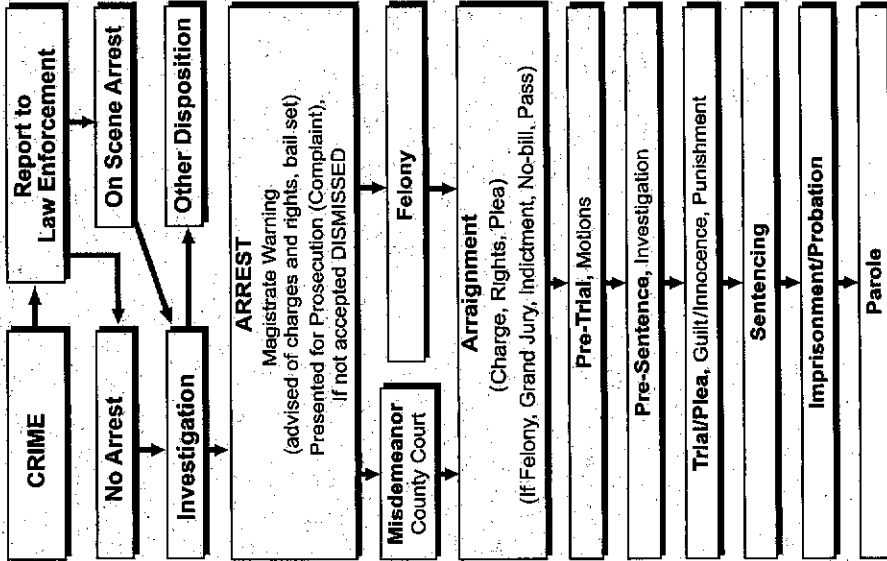 CRIME
Report to
Law Enforcement
No Arrest
On Scene Arrest
Investigation
Other Disposition
ARREST
Magistrate Warning
(advised of charges and rights, bail set)
Presented for Prosecution (Complaint),
If not accepted DISMISSED
Misdemeanor
County Court
Felony
Arraignment
(Charge, Rights, Plea)
(If Felony, Grand Jury, Indictment, No-bill, Pass)
Pre-Trial, Motions
Pre-Sentence, Investigation
Trial/Plea, Guilt/Innocence, Punishment
Sentencing
Imprisonment/Probation
Parole